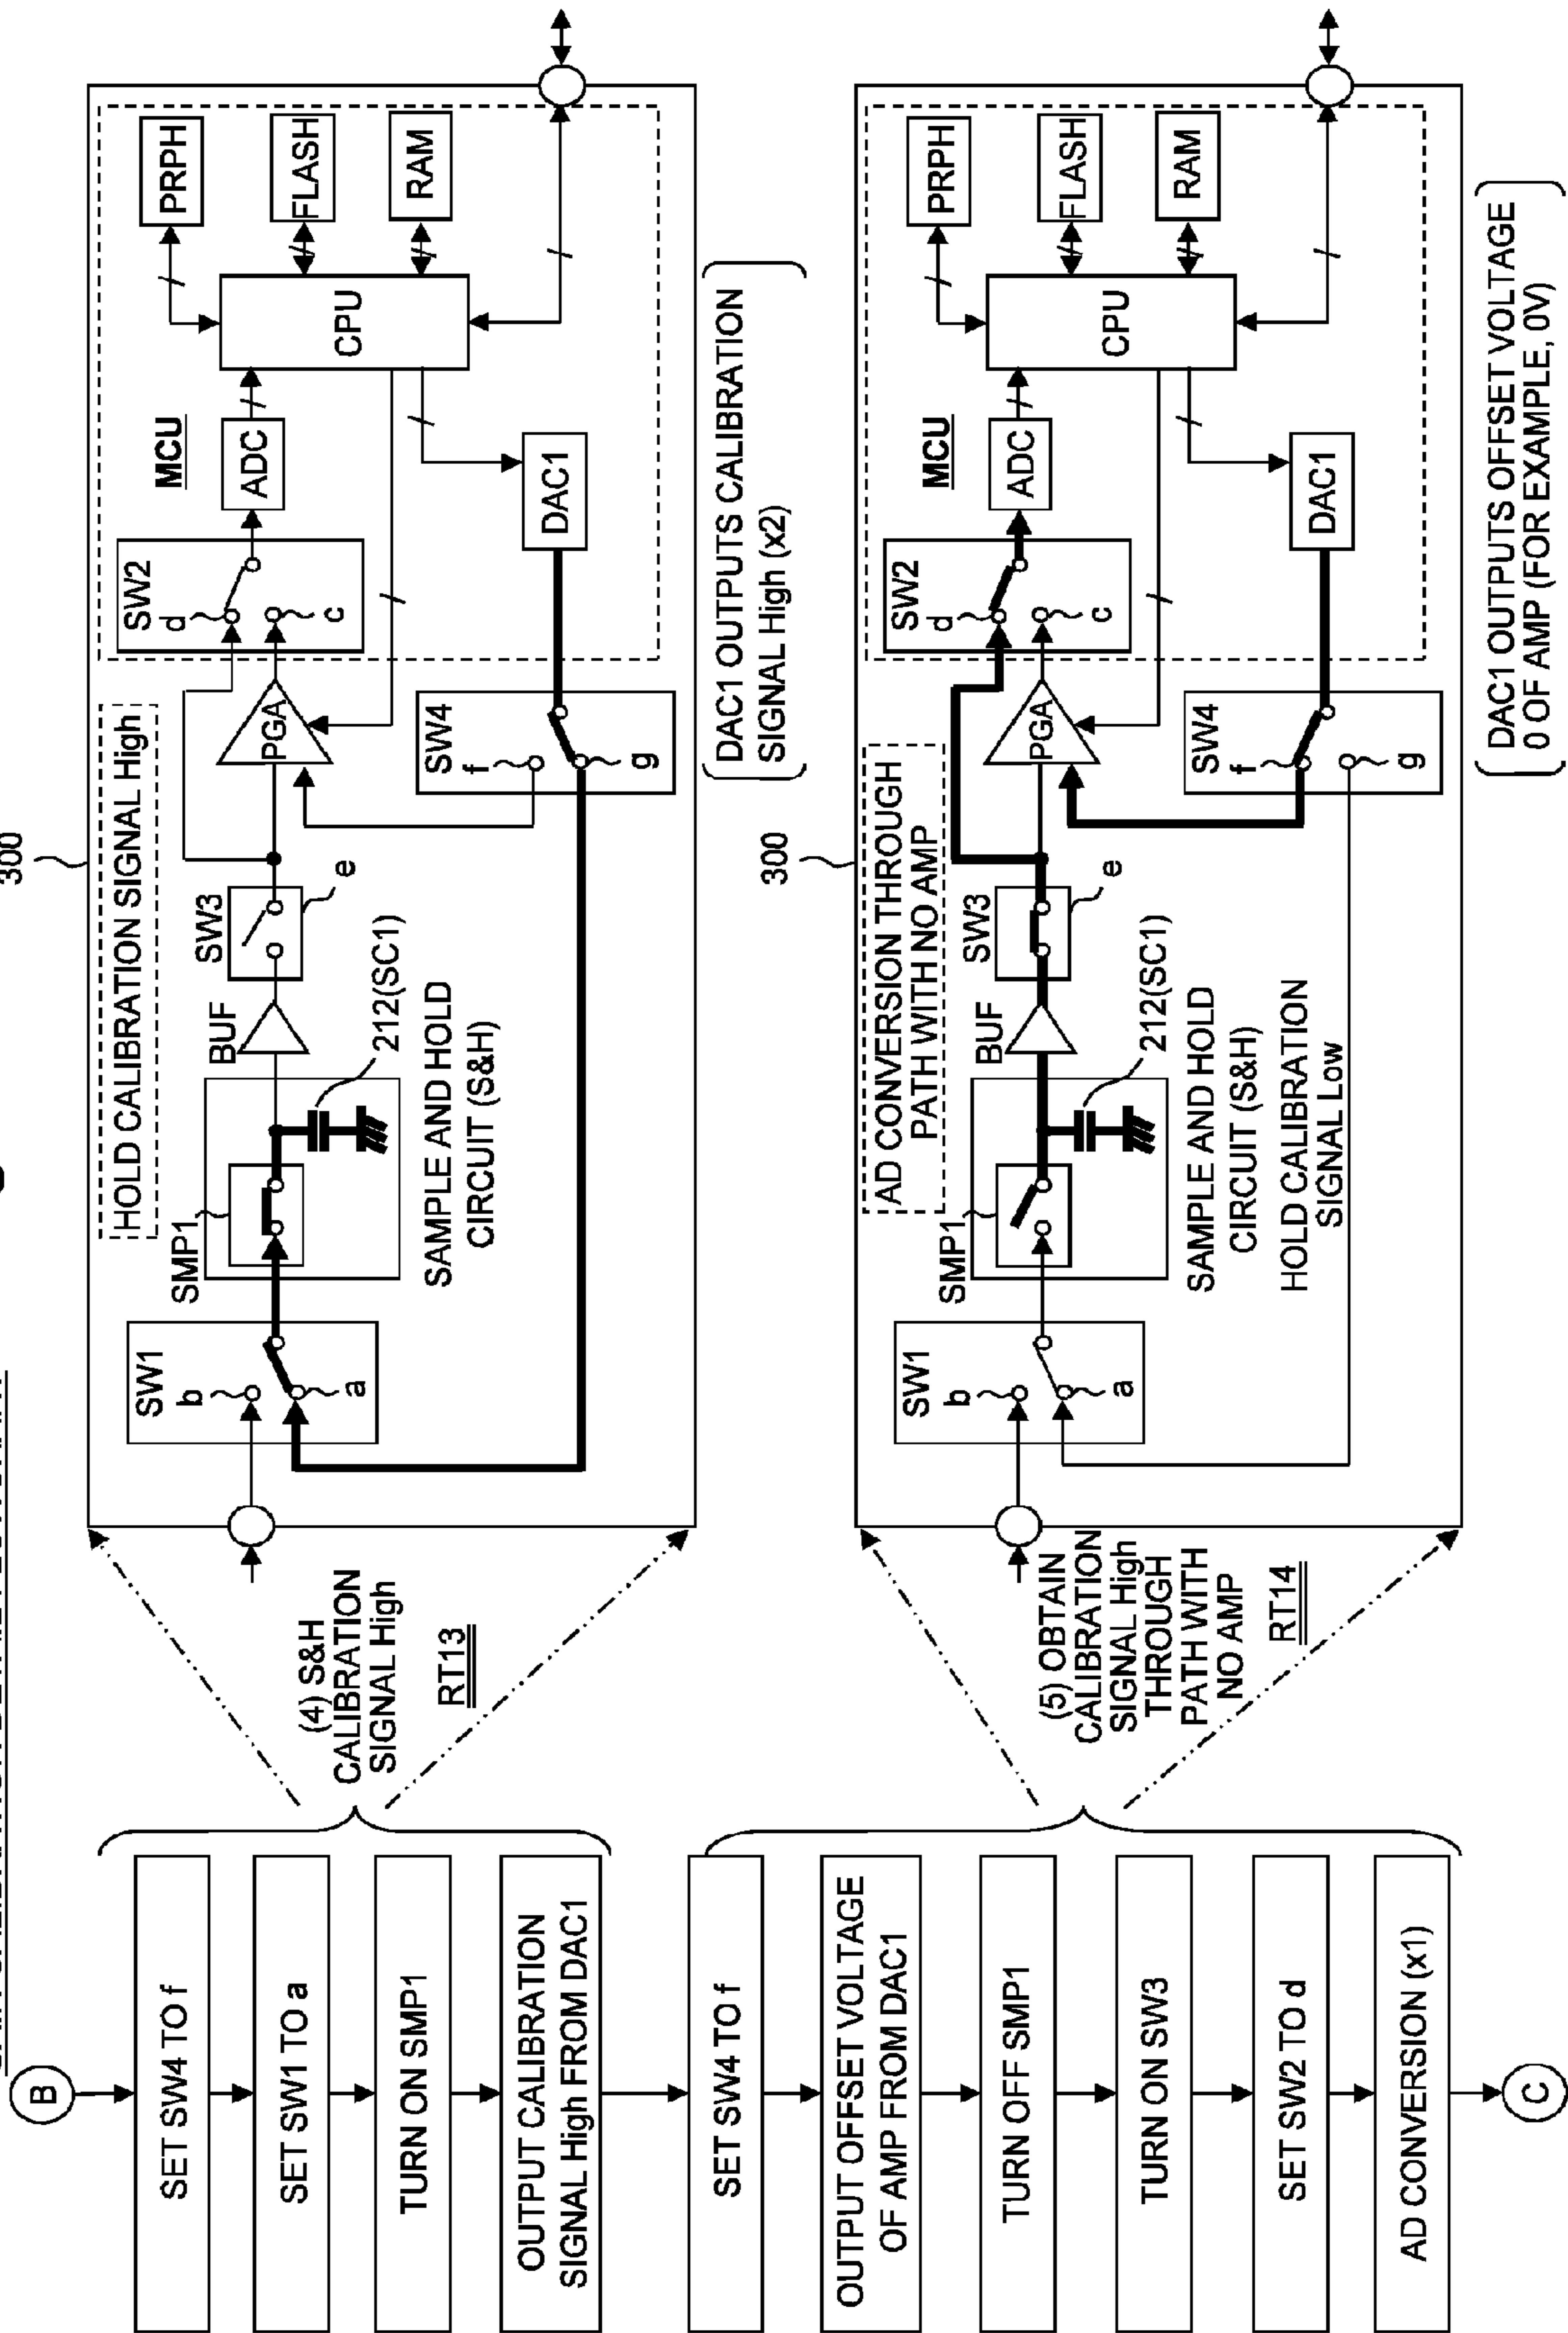 B
SET SW4 TO f
SET SW1 TO a
TURN ON SMP1
OUTPUT CALIBRATION
SIGNAL High FROM DAC1
SET SW4 TO f
OUTPUT OFFSET VOLTAGE
OF AMP FROM DAC1
TURN OFF SMP1
TURN ON SW3
SET SW2 TO d
AD CONVERSION (x1)
C
(4) S&H
CALIBRATION
SIGNAL High
RT13
300
HOLD CALIBRATION SIGNAL High
SW1
b
a
SMP1
212(SC1)
SAMPLE AND HOLD
CIRCUIT (S&H)
BUF
SW3
e
PGA
SW4
f
g
SW2
d
c
MCU
ADC
DAC1
CPU
PRPH
FLASH
RAM
DAC1 OUTPUTS CALIBRATION
SIGNAL High (x2)
(5) OBTAIN
CALIBRATION
SIGNAL High
THROUGH
PATH WITH
NO AMP
RT14
300
AD CONVERSION THROUGH
PATH WITH NO AMP
SW1
b
a
SMP1
212(SC1)
SAMPLE AND HOLD
CIRCUIT (S&H)
HOLD CALIBRATION
SIGNAL Low
BUF
SW3
e
PGA
SW4
f
g
SW2
d
c
MCU
ADC
DAC1
CPU
PRPH
FLASH
RAM
DAC1 OUTPUTS OFFSET VOLTAGE
0 OF AMP (FOR EXAMPLE, 0V)